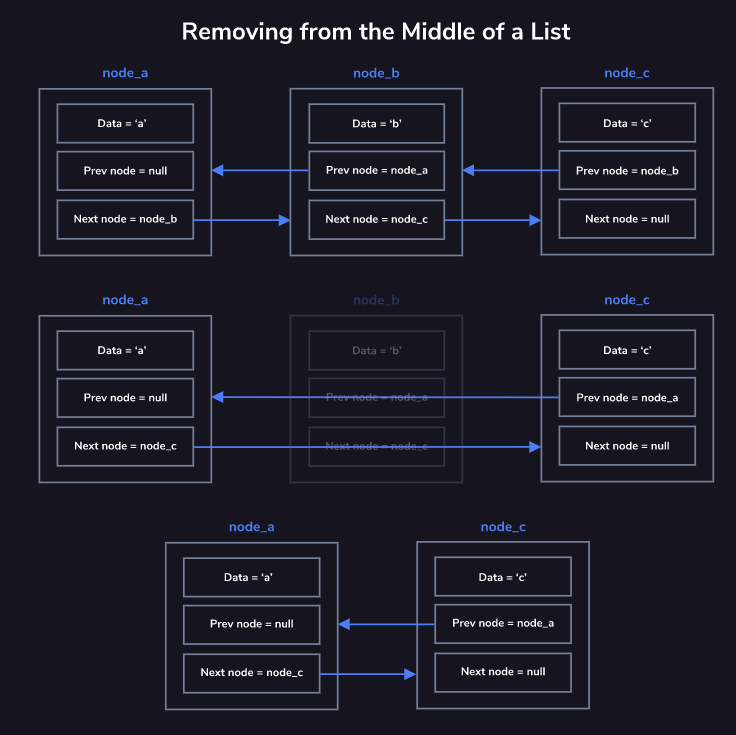 Removing from the Middle of a List
node_a
node_b
node_c
Data = ‘a’
Data = ‘b’
Data = ‘c’
Prev node = null
Prev node = node_a
Prev node = node_b
Next node = node_b
Next node = node_c
Next node = null
node_a
node_b
node_c
Data = ‘a’
Data = ‘b’
Data = ‘c’
Prev node = null
Prev node = node_a
Prev node = node_a
Next node = node_c
Next node = node_c
Next node = null
node_a
node_c
Data = ‘a’
Data = ‘c’
Prev node = null
Prev node = node_a
Next node = node_c
Next node = null